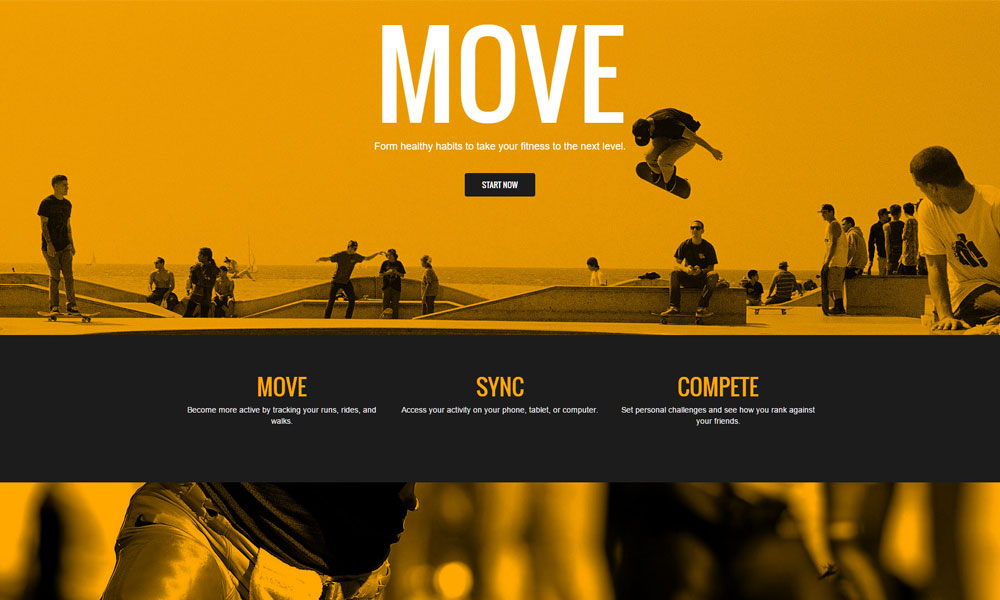 MOVE
Form healthy habits to take your fitness to the next level.
START NOW
MOVE
Become more active by tracking your runs, rides, and
walks.
SYNC
Access your activity on your phone, tablet, or computer.
COMPETE
Set personal challenges and see how you rank against
your friends.